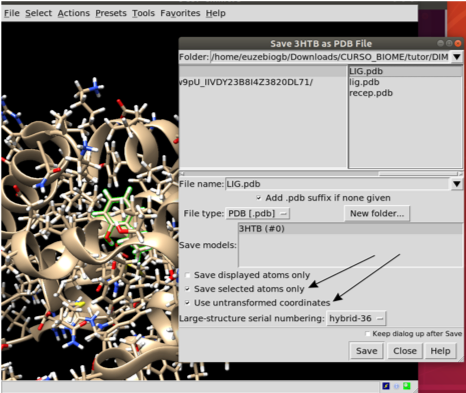 File Select Actions Presets Tools Favorites Help
Save 3HTB as PDB File
Folder: /home/euzebiogb/Downloads/CURSO_BIOME/tutor/DIM
LIG.pdb
v9pU_IIVDY23B8I4Z3820DL71/
lig.pdb
recep.pdb
File name: LIG.pdb
Add .pdb suffix if none given
File type: PDB [.pdb]
New folder...
3HTB (#0)
Save models:
Save displayed atoms only
Save selected atoms only
Use untransformed coordinates
Large-structure serial numbering: hybrid-36
Keep dialog up after Save
Save Close Help